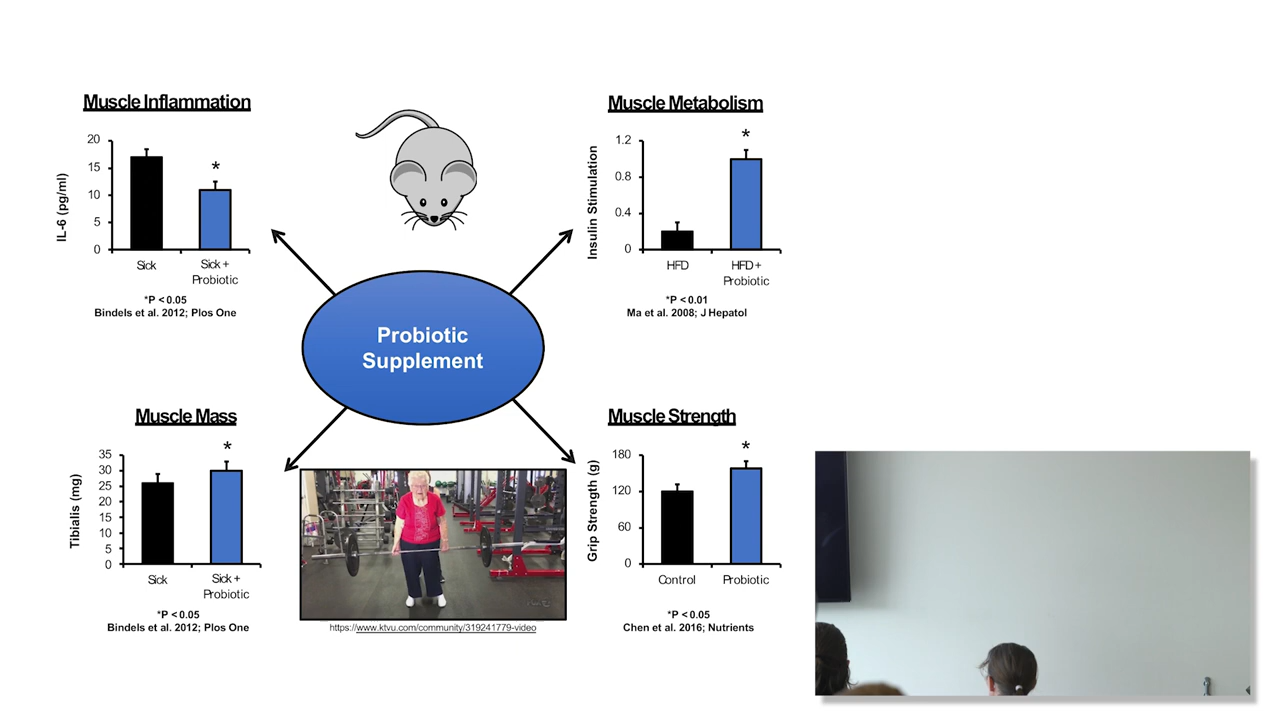 Muscle Inflammation
20
15
10
5
0
IL-6 (pg/ml)
*
Sick
Sick +
Probiotic
*P < 0.05
Bindels et al. 2012; Plos One
Muscle Metabolism
1.2
0.8
0.4
0
Insulin Stimulation
*
HFD
HFD +
Probiotic
*P < 0.01
Ma et al. 2008; J Hepatol
Probiotic
Supplement
Muscle Mass
35
30
25
20
15
10
5
0
Tibialis (mg)
*
Sick
Sick +
Probiotic
*P < 0.05
Bindels et al. 2012; Plos One
https://www.ktvu.com/community/319241779-video
Muscle Strength
180
120
60
0
Grip Strength (g)
*
Control
Probiotic
*P < 0.05
Chen et al. 2016; Nutrients